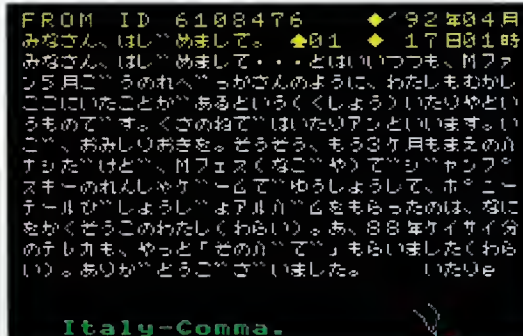 FROM ID 6108476 ◆'92年04月
みなさん、はじめまして。 ♠01 ◆ 17日01時
みなさん、はじめまして・・・とはいいつつも、Mファ
ン5月ごうのれべっかさんのように、わたしもむかし
ここにいたことがあるというくくしょう)いたりやとい
うものです。くさのねではいたりアンといいます。い
ご、おみしりおきを。そうそう、もう3ケ月もまえのハ
ナシだけど、Mフェス(なごや)でジャンプ
スキーのれんしゃゲームでゆうしょうして、ポニー
テールびしょうじょアルバムをもらったのは、なに
をかくそうこのわたし(わらい)。あ、88年ケイサイ分
のテレカも、やっと「そのバで」もらいました(わら
い)。ありがとうございました。 いたりe
Italy-Comma.